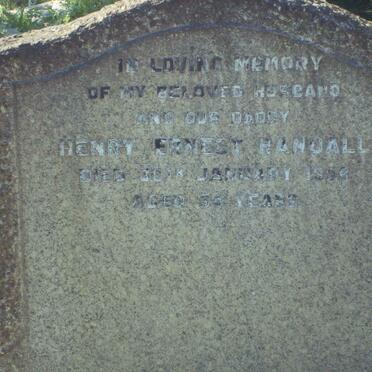 IN LOVING MEMORY
OF MY BELOVED HUSBAND
AND OUR DADDY
HENRY ERNEST RANDALL
DIED JANUARY
AGED YEARS